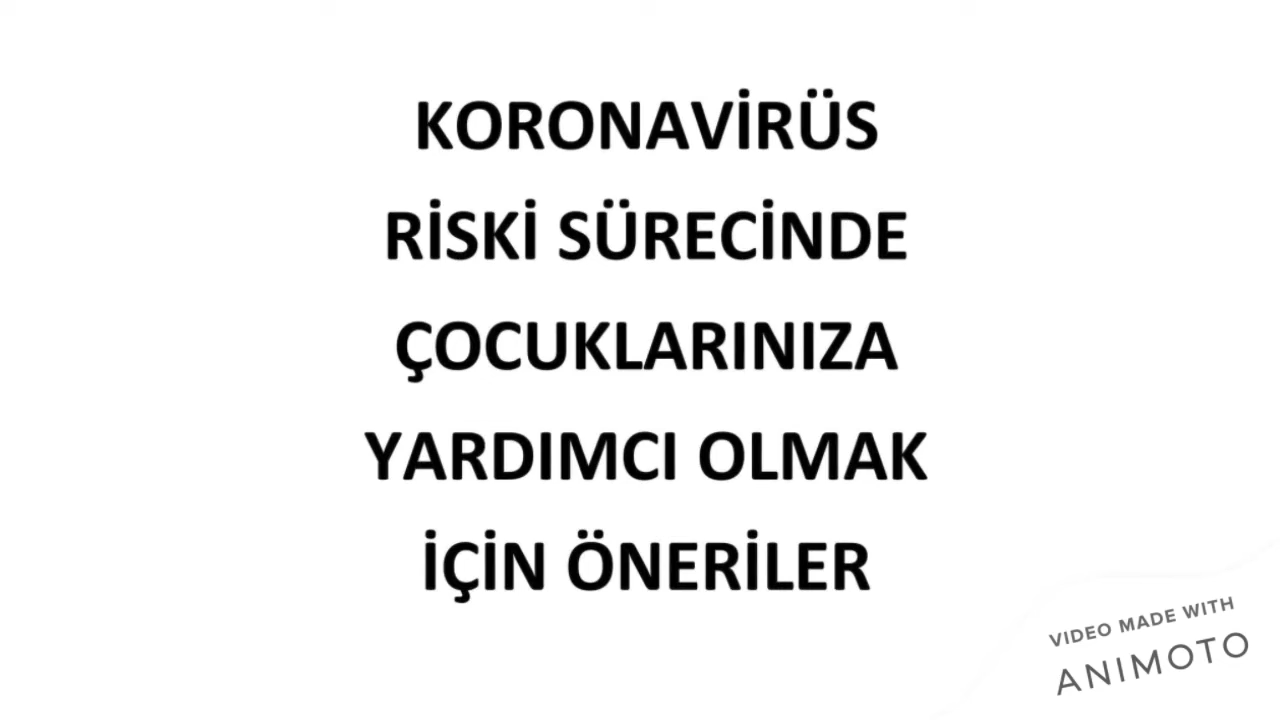 KORONAVİRÜS
RİSKİ SÜRECİNDE
ÇOCUKLARINIZA
YARDIMCI OLMAK
İÇİN ÖNERİLER
VIDEO MADE WITH
ANIMOTO